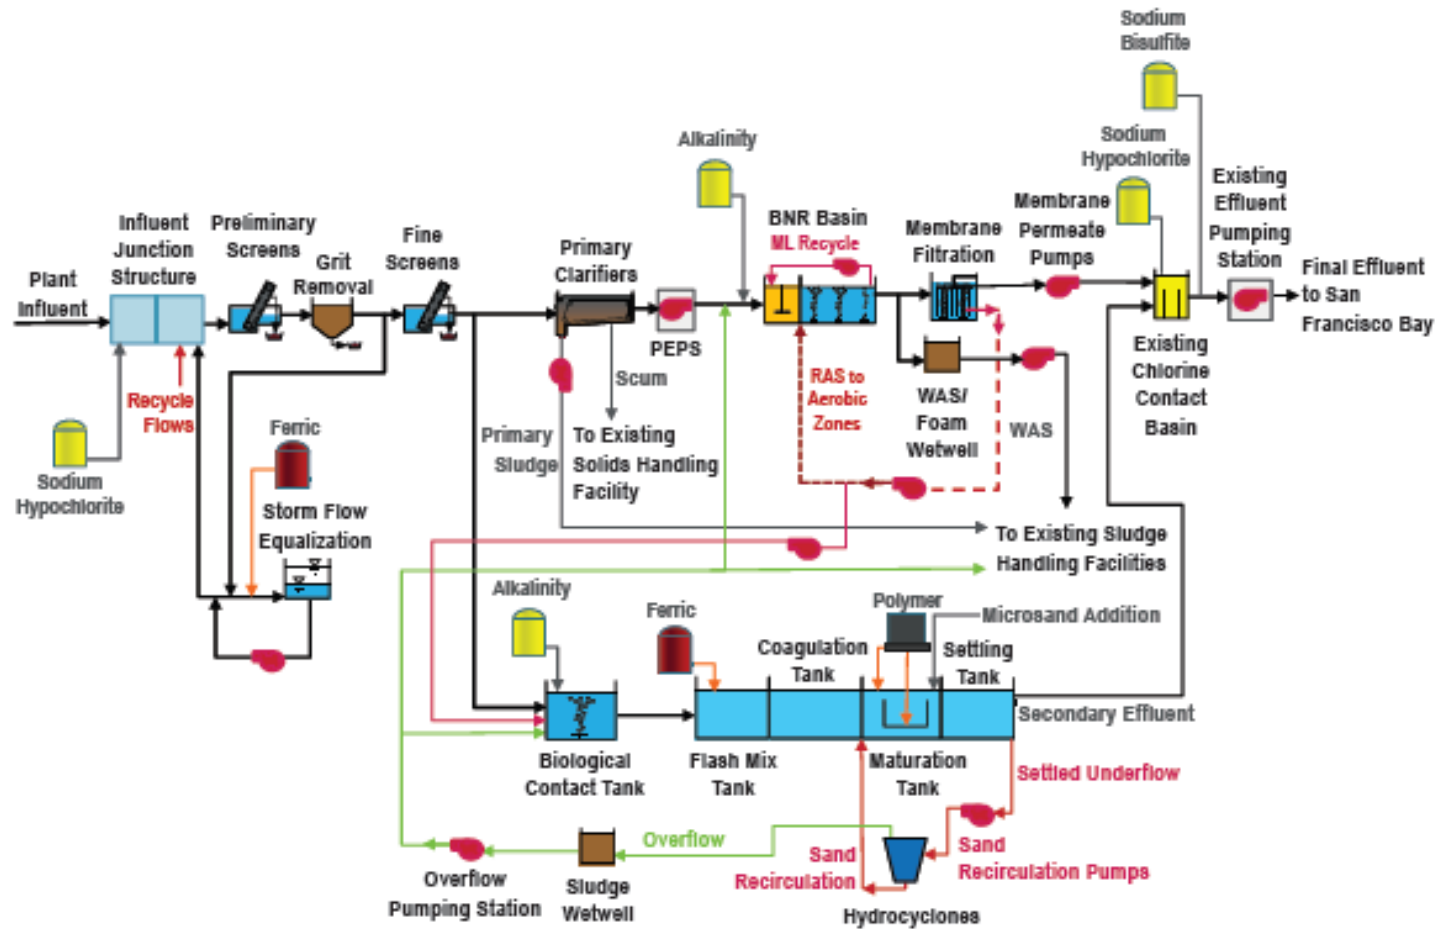 Sodium
Bisulfite
Sodium
Hypochlorite
Alkalinity
Existing
Effluent
Pumping
Station
Membrane
Permeate
Pumps
BNR Basin
ML Recycle
Membrane
Filtration
Influent
Junction
Structure
Preliminary
Screens
Grit
Removal
Fine
Screens
Primary
Clarifiers
Plant
Influent
Final Effluent
to San
Francisco Bay
PEPS
Existing
Chlorine
Contact
Basin
Recycle
Flows
Scum
RAS to
Aerobic
Zones
WAS/
Foam
Wetwell
WAS
Ferric
Primary
Sludge
To Existing
Solids Handling
Facility
Sodium
Hypochlorite
Storm Flow
Equalization
To Existing Sludge
Handling Facilities
Alkalinity
Ferric
Polymer
Microsand Addition
Coagulation
Tank
Settling
Tank
Secondary Effluent
Biological
Contact Tank
Flash Mix
Tank
Maturation
Tank
Settled Underflow
Overflow
Sand
Recirculation
Sand
Recirculation Pumps
Overflow
Pumping Station
Sludge
Wetwell
Hydrocyclones